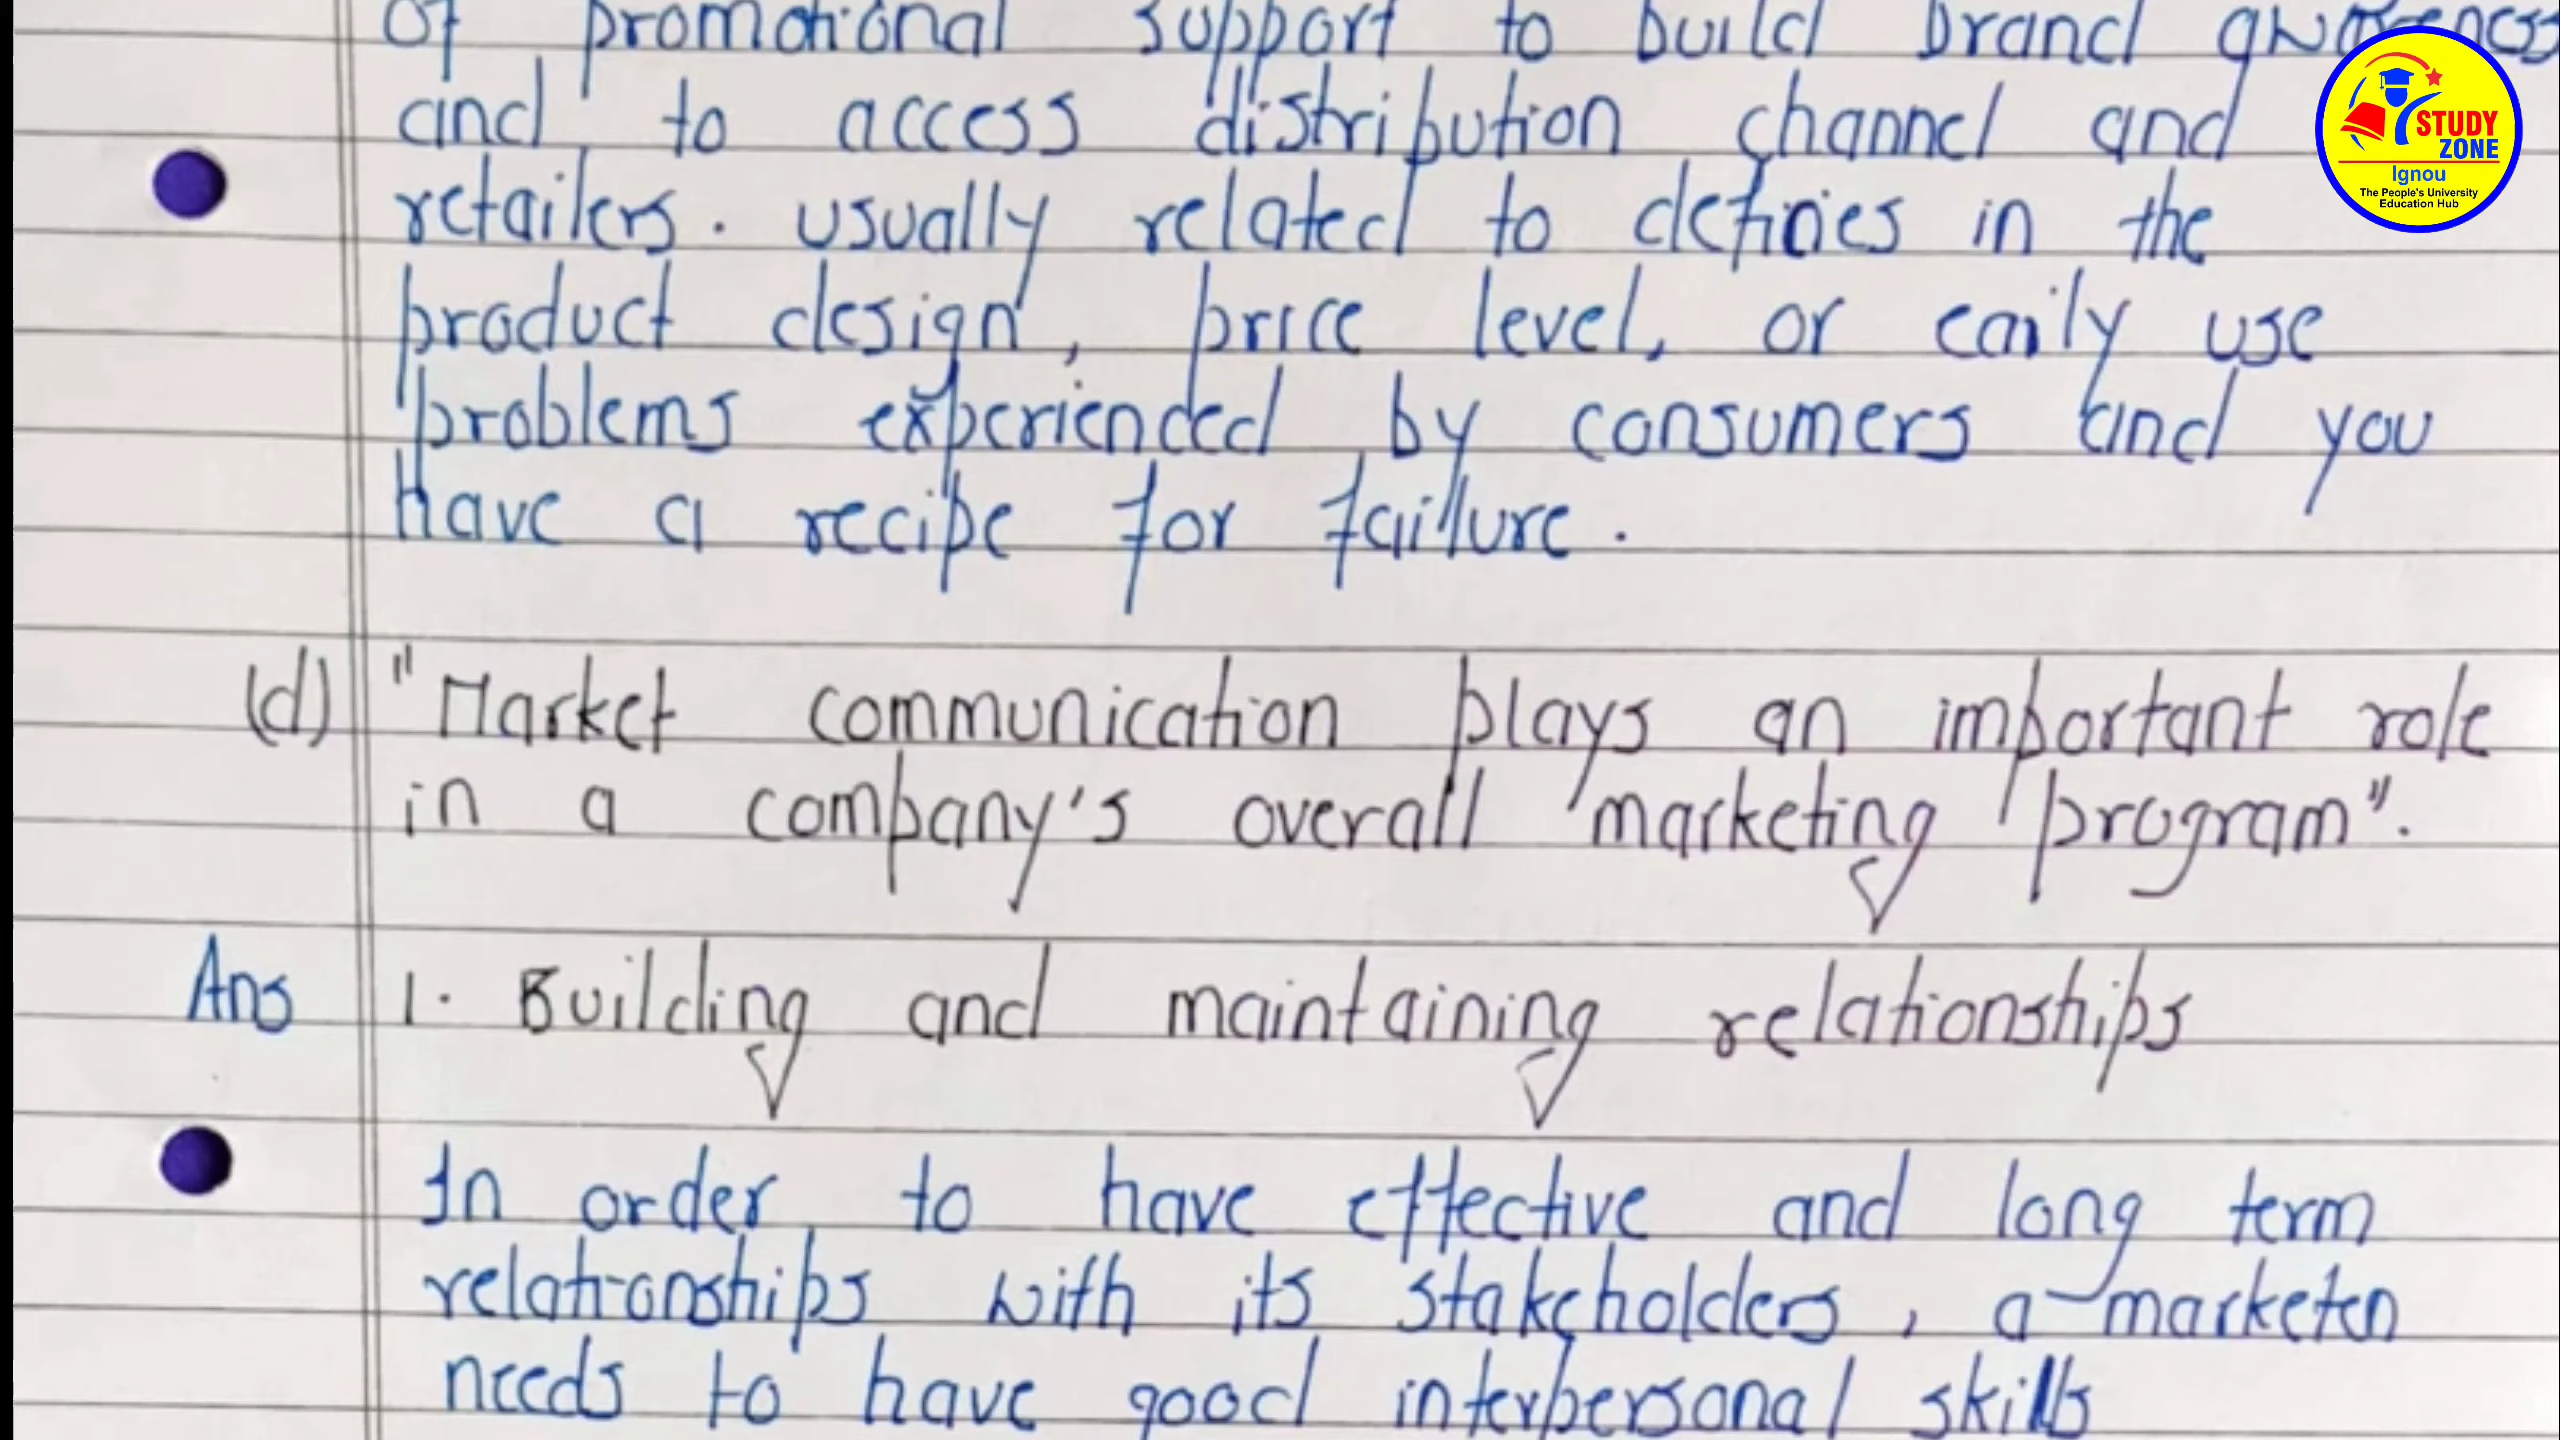 of promotional support to build brand awareness
and to access distribution channel and
retailers. usually related to defines in the
product design, price level, or eaily use
problems experiended by consumers and you
Have a recipe for failure.
(d) "Market communication plays an important role
in a company's overall marketing program".
Ans 1. Building and maintaining relationships
In order to have effective and long term
relationships with its stakeholders, a marketen
needs to have good interpersonal skills
STUDY
ZONE
Ignou
The People's University
Education Hub